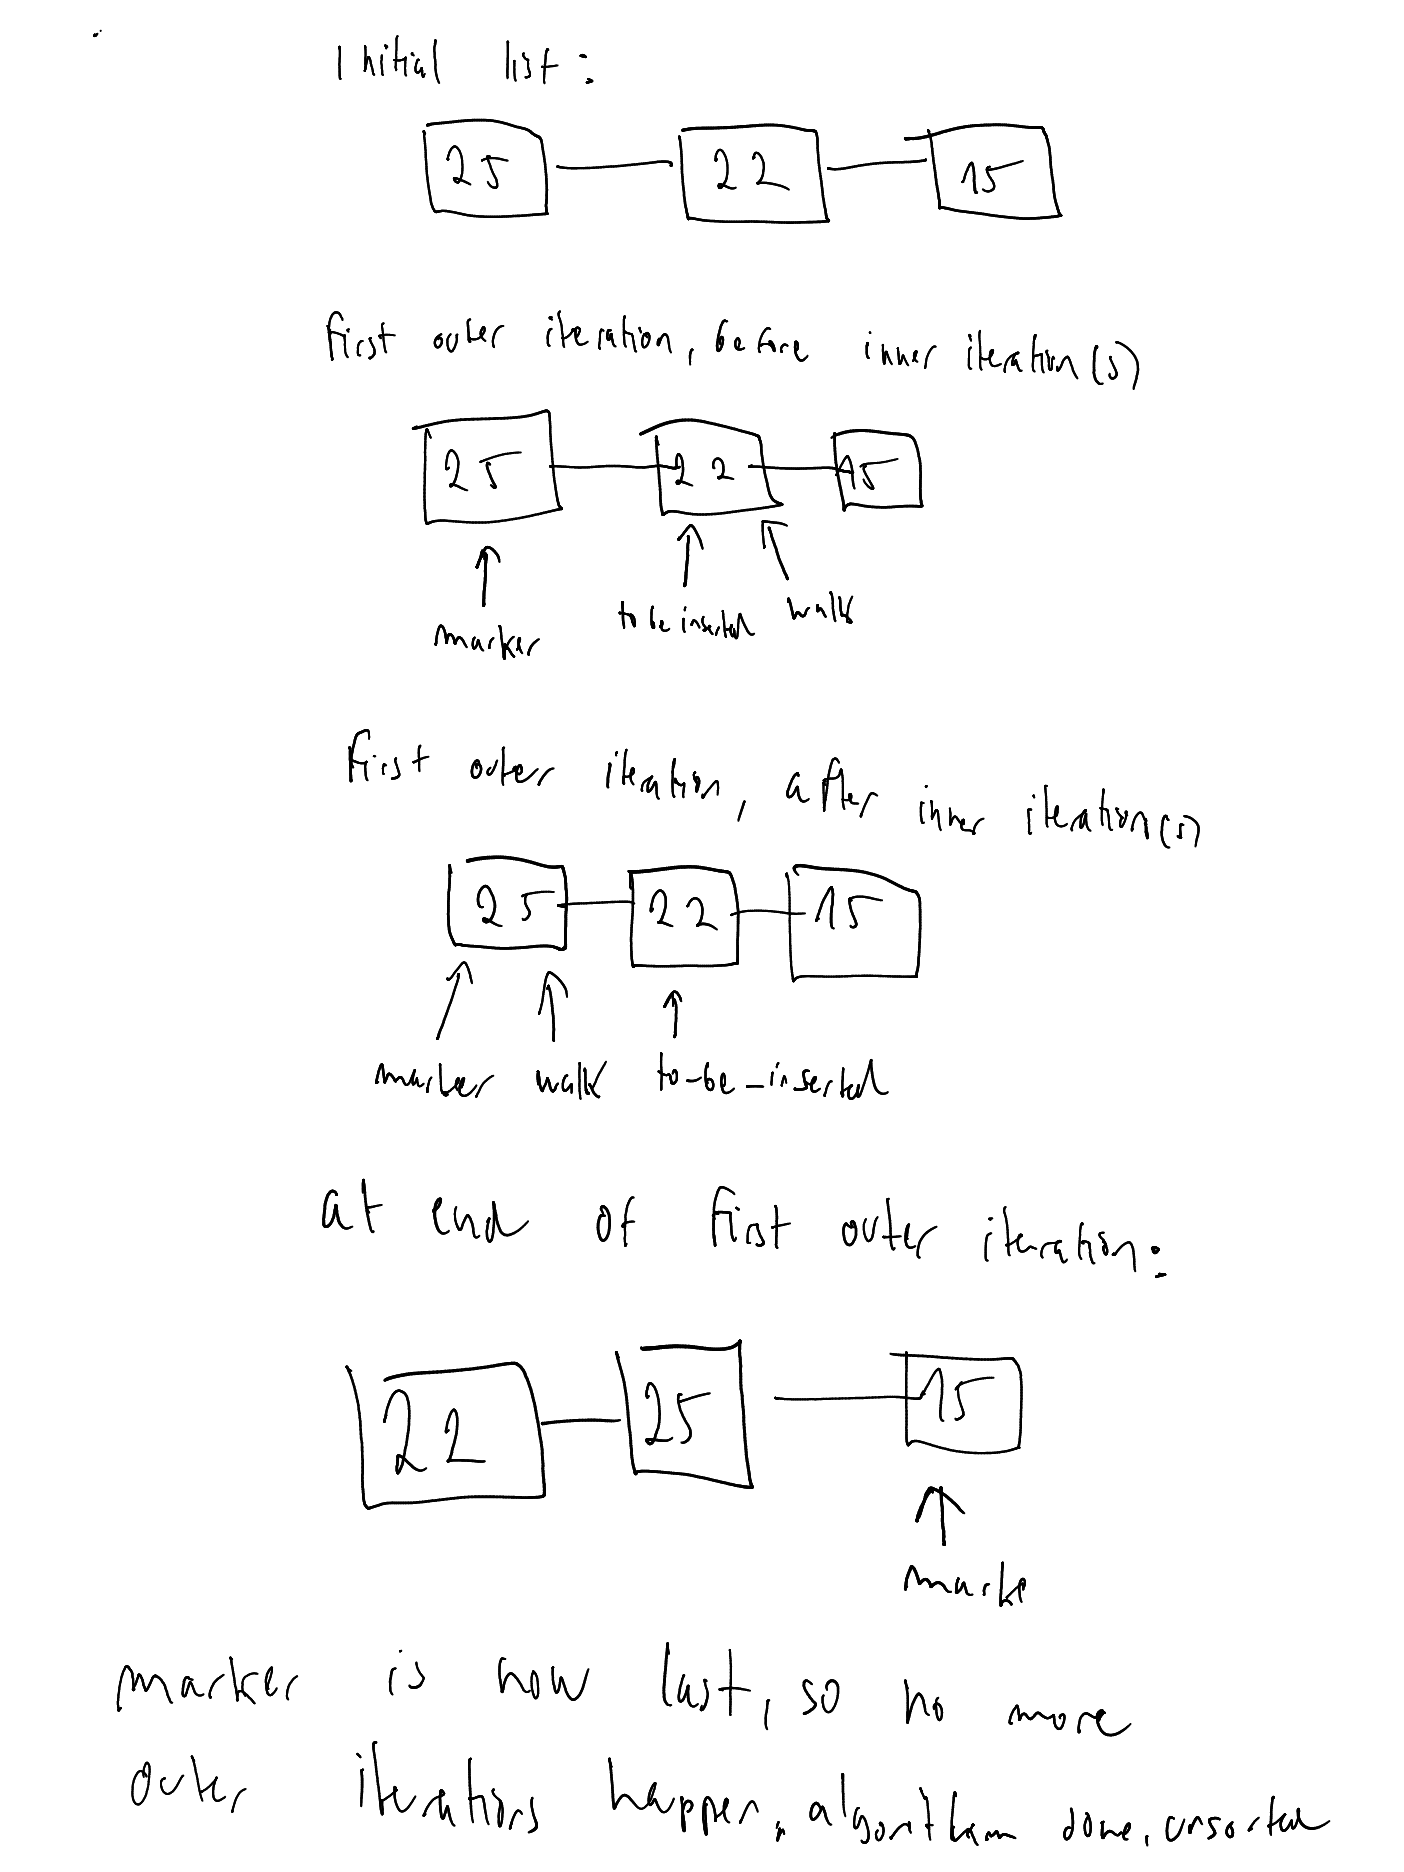 Initial list:
25 22 15
first outer iteration, before inner iteration(s)
25 22 15
marker to be inserted walk
first outer iteration, after inner iteration(s)
25 22 15
marker walk to-be-inserted
at end of first outer iteration:
22 25 15
marke
marker is now last, so no more
outer iterations happen, algorithm done, unsorted